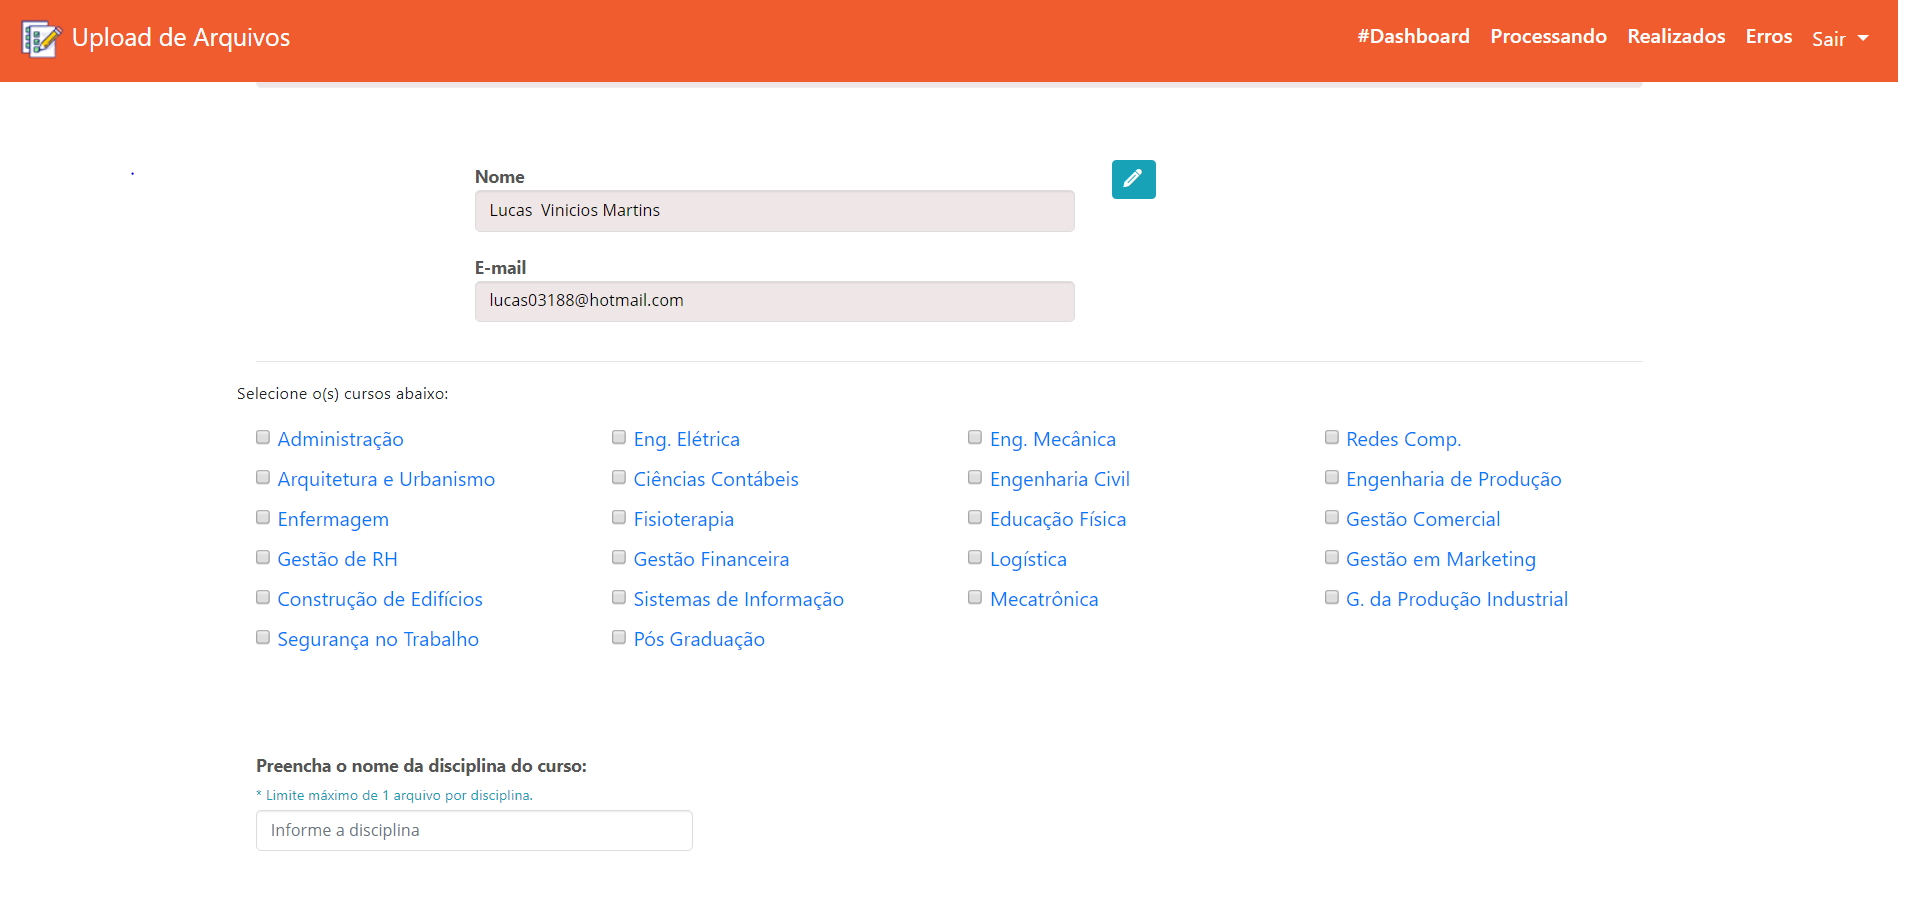 Upload de Arquivos #Dashboard Processando Realizados Erros Sair
Nome
Lucas  Vinicios Martins
E-mail
lucas03188@hotmail.com
Selecione o(s) cursos abaixo:
Administração Eng. Elétrica Eng. Mecânica Redes Comp.
Arquitetura e Urbanismo Ciências Contábeis Engenharia Civil Engenharia de Produção
Enfermagem Fisioterapia Educação Física Gestão Comercial
Gestão de RH Gestão Financeira Logística Gestão em Marketing
Construção de Edifícios Sistemas de Informação Mecatrônica G. da Produção Industrial
Segurança no Trabalho Pós Graduação
Preencha o nome da disciplina do curso:
* Limite máximo de 1 arquivo por disciplina.
Informe a disciplina